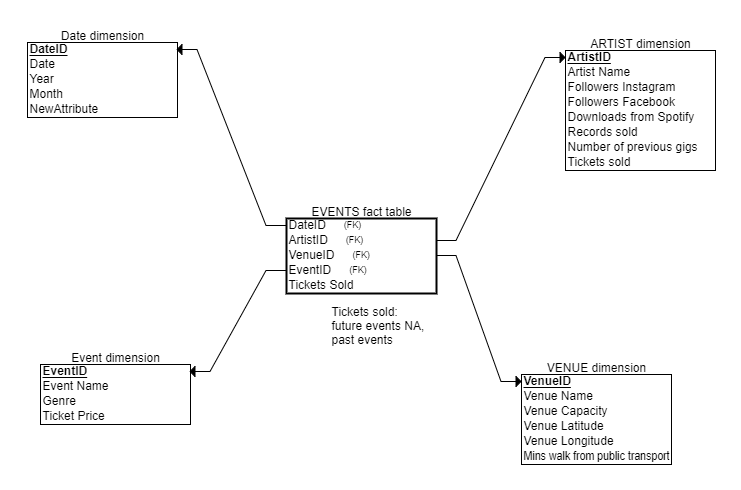 Date dimension
DateID
Date
Year
Month
NewAttribute
ARTIST dimension
ArtistID
Artist Name
Followers Instagram
Followers Facebook
Downloads from Spotify
Records sold
Number of previous gigs
Tickets sold
EVENTS fact table
DateID (FK)
ArtistID (FK)
VenueID (FK)
EventID (FK)
Tickets Sold
Tickets sold:
future events NA,
past events
Event dimension
EventID
Event Name
Genre
Ticket Price
VENUE dimension
VenueID
Venue Name
Venue Capacity
Venue Latitude
Venue Longitude
Mins walk from public transport